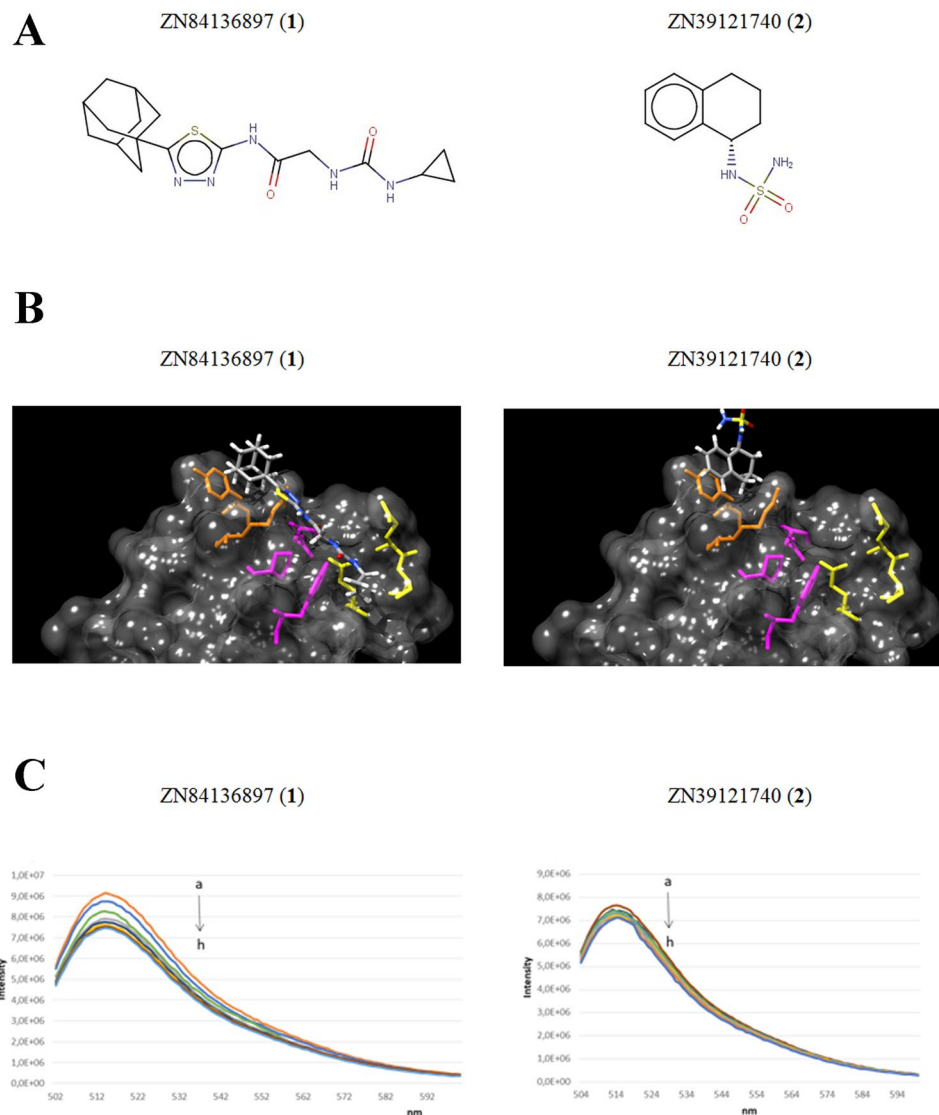 A
ZN84136897 (1)
ZN39121740 (2)
S
H
N
N
N
O
N
H
O
N
H
HN
NH₂
S
O
O
B
ZN84136897 (1)
ZN39121740 (2)
C
ZN84136897 (1)
ZN39121740 (2)
1,0E+07
9,0E+06
8,0E+06
7,0E+06
6,0E+06
5,0E+06
4,0E+06
3,0E+06
2,0E+06
1,0E+06
0,0E+00
Intensity
a
h
502 512 522 532 542 552 562 572 582 592
nm
9,0E+06
8,0E+06
7,0E+06
6,0E+06
5,0E+06
4,0E+06
3,0E+06
2,0E+06
1,0E+06
0,0E+00
Intensity
a
h
504 514 524 534 544 554 564 574 584 594
nm